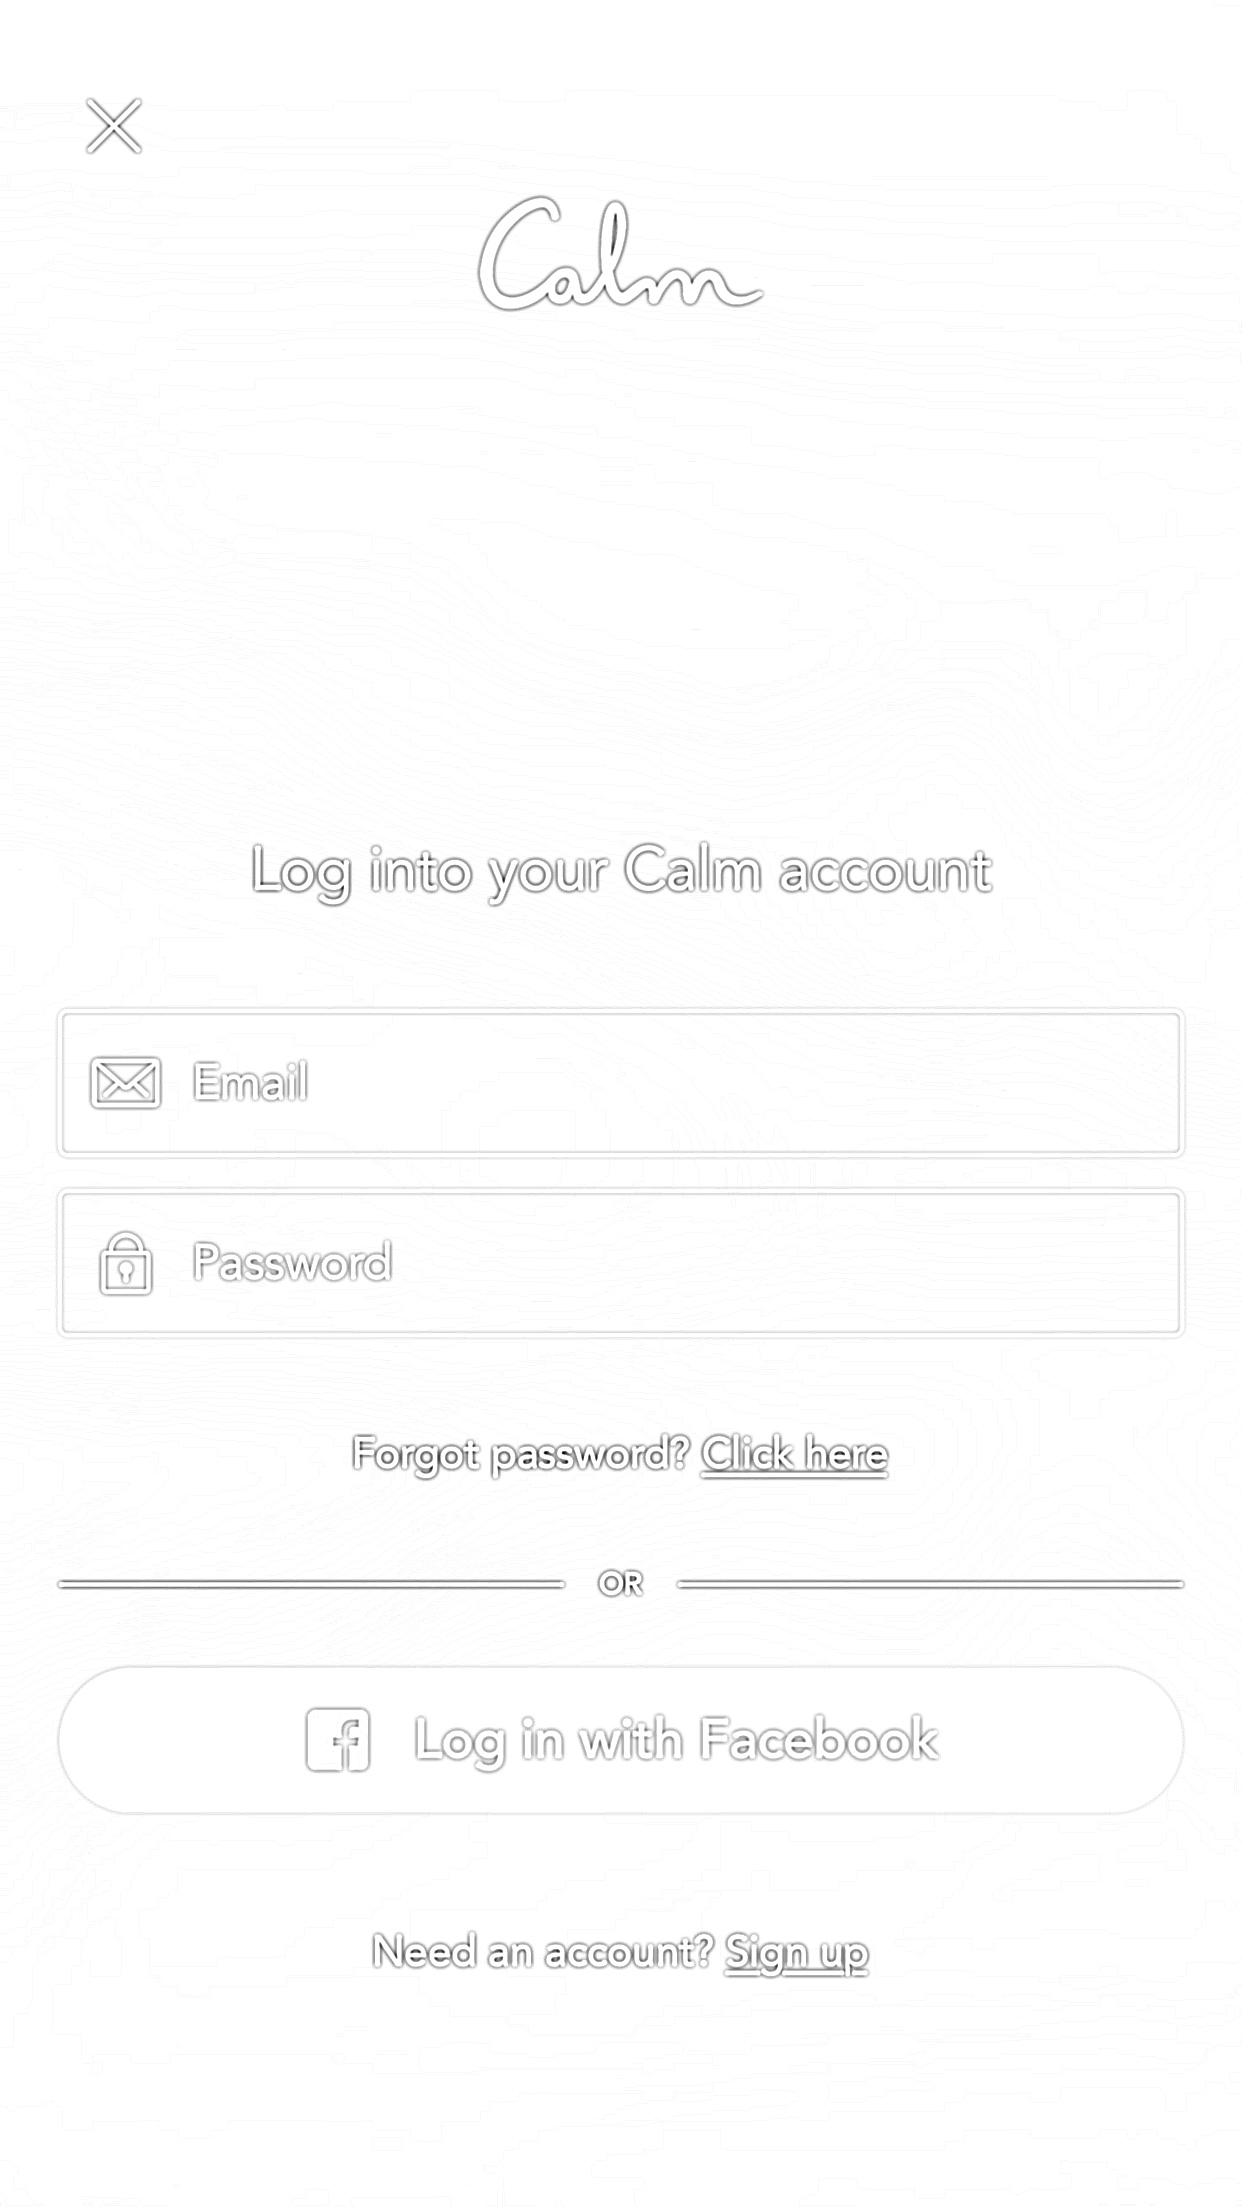 Calm
Log into your Calm account
Email
Password
Forgot password? Click here
OR
Log in with Facebook
Need an account? Sign up